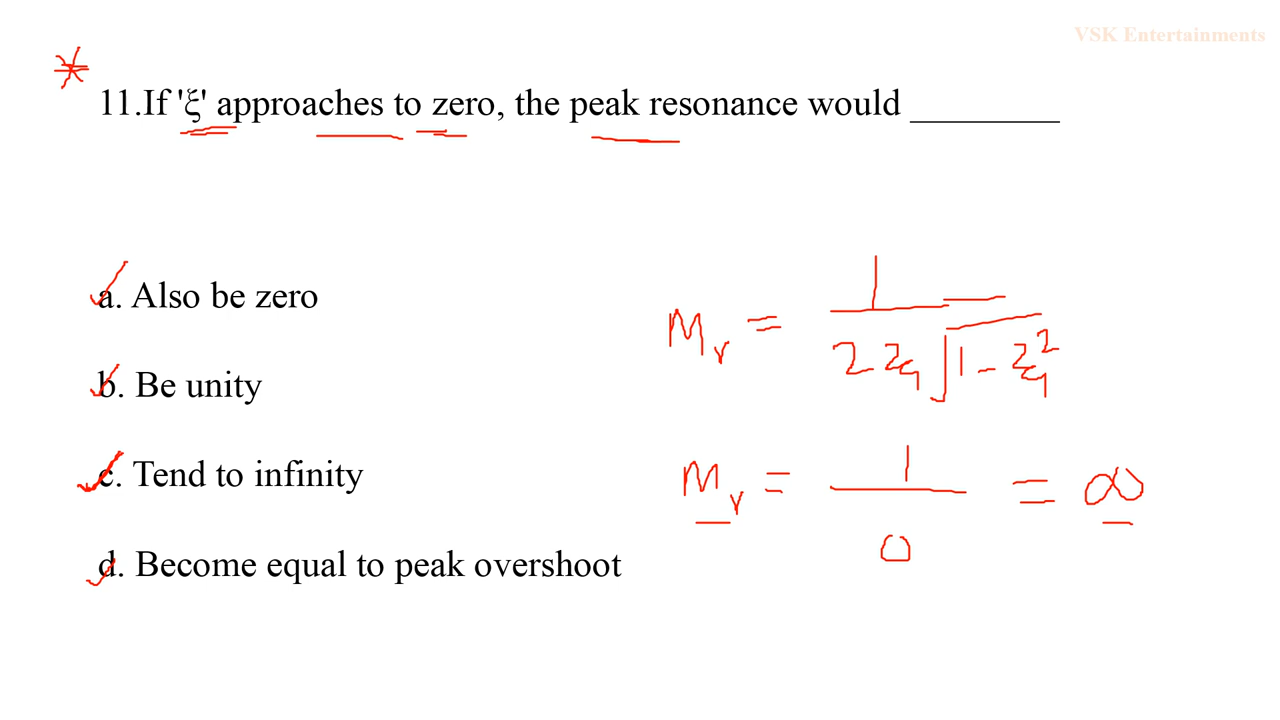 VSK Entertainments
*
11.If 'ξ' approaches to zero, the peak resonance would ________
a. Also be zero
b. Be unity
c. Tend to infinity
d. Become equal to peak overshoot
Mr = 1 / 2ξ√1-ξ²
Mr = 1 / 0 = ∞